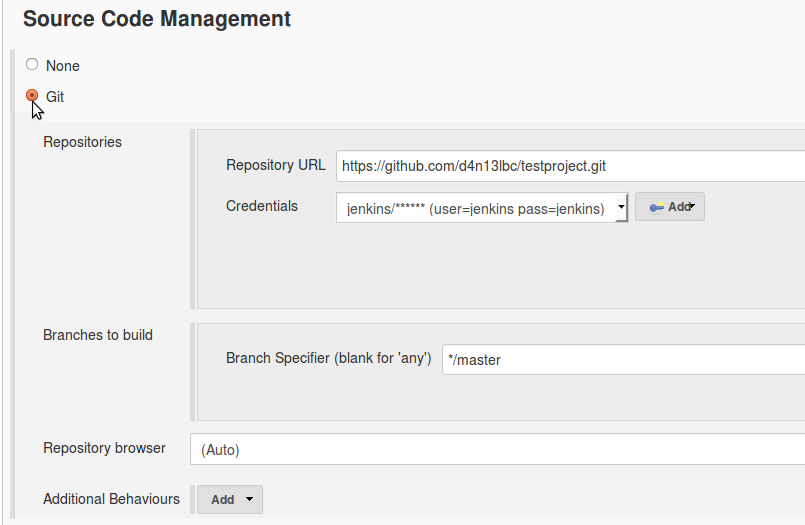 Source Code Management
None
Git
Repositories
Repository URL https://github.com/d4n13lbc/testproject.git
Credentials jenkins/****** (user=jenkins pass=jenkins) Add
Branches to build
Branch Specifier (blank for 'any') */master
Repository browser (Auto)
Additional Behaviours Add